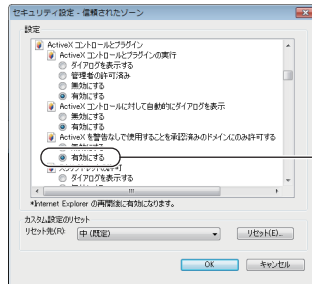 セキュリティ設定 - 信頼されたゾーン
設定
ActiveX コントロールとプラグイン
ActiveX コントロールとプラグインの実行
ダイアログを表示する
管理者の許可済み
無効にする
有効にする
ActiveX コントロールに対して自動的にダイアログを表示
無効にする
有効にする
ActiveX を警告なしで使用することを承認済みのドメインにのみ許可する
有効にする
ダイアログを表示する
*Internet Explorer の再開後に有効になります。
カスタム設定のリセット
リセット先(R):
中 (既定)
リセット(E)...
OK
キャンセル